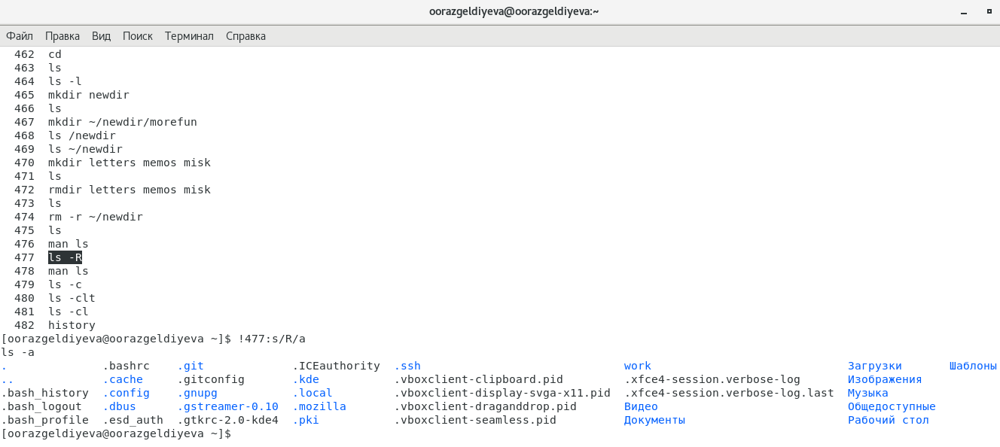 oorazgeldiyeva@oorazgeldiyeva:~
Файл Правка Вид Поиск Терминал Справка
462 cd
463 ls
464 ls -l
465 mkdir newdir
466 ls
467 mkdir ~/newdir/morefun
468 ls /newdir
469 ls ~/newdir
470 mkdir letters memos misk
471 ls
472 rmdir letters memos misk
473 ls
474 rm -r ~/newdir
475 ls
476 man ls
477 ls -R
478 man ls
479 ls -c
480 ls -clt
481 ls -cl
482 history
[oorazgeldiyeva@oorazgeldiyeva ~]$ !477:s/R/a
ls -a
. .bashrc .git .ICEauthority .ssh work Загрузки Шаблоны
.. .cache .gitconfig .kde .vboxclient-clipboard.pid .xfce4-session.verbose-log Изображения
.bash_history .config .gnupg .local .vboxclient-display-svga-x11.pid .xfce4-session.verbose-log.last Музыка
.bash_logout .dbus .gstreamer-0.10 .mozilla .vboxclient-draganddrop.pid Видео Общедоступные
.bash_profile .esd_auth .gtkrc-2.0-kde4 .pki .vboxclient-seamless.pid Документы Рабочий стол
[oorazgeldiyeva@oorazgeldiyeva ~]$